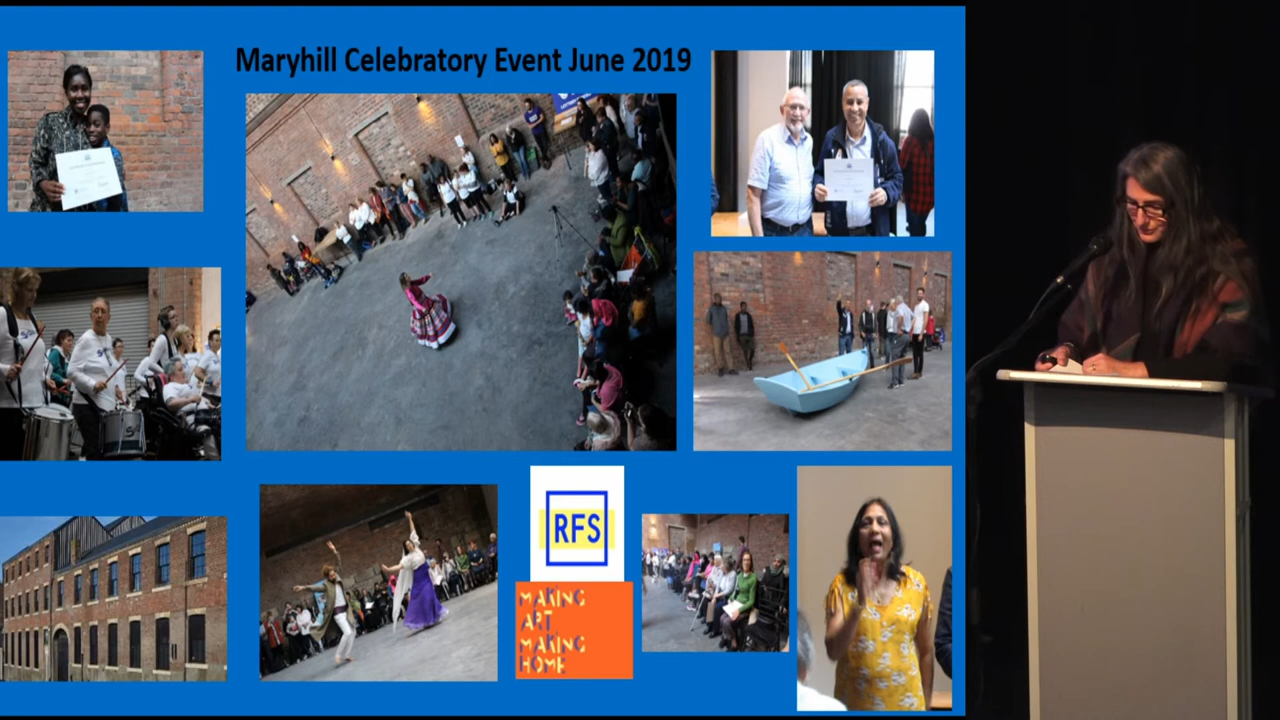 Maryhill Celebratory Event June 2019
RFS
MAKING
ART
MAKING
HOME